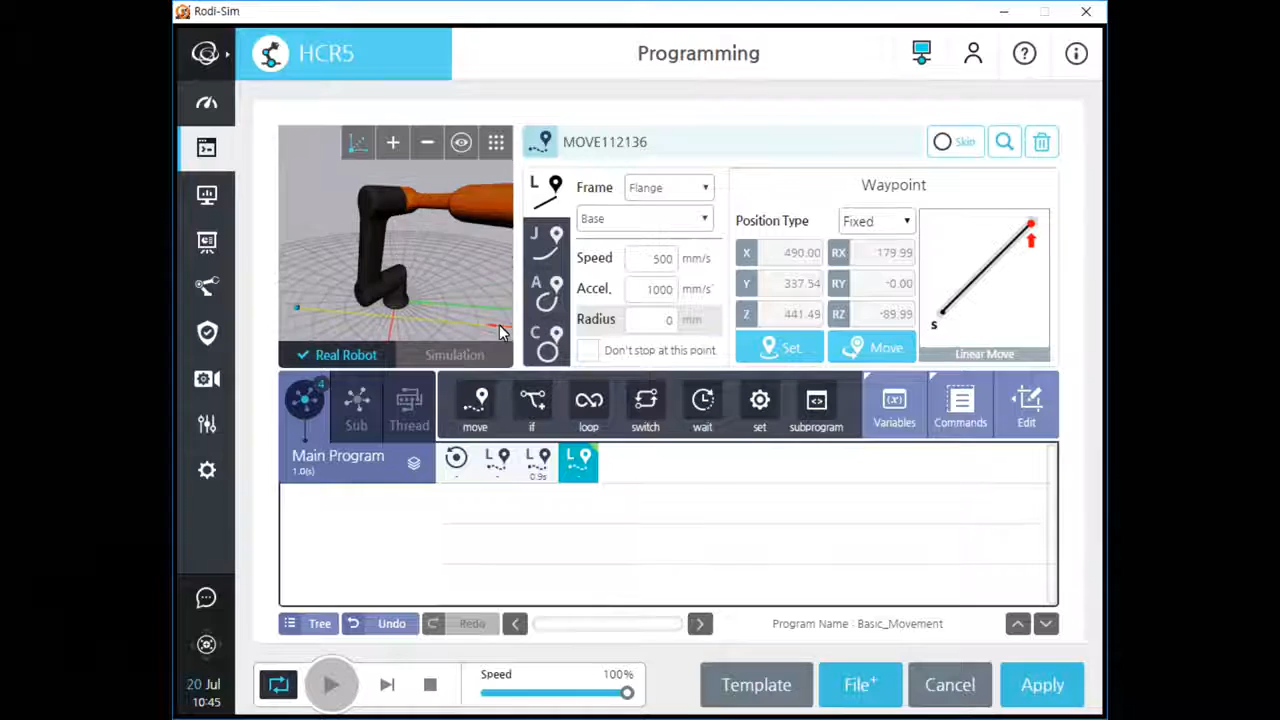 Rodi-Sim
HCR5
Programming
MOVE112136
Skip
L
Frame
Flange
Base
J
Speed
500
mm/s
A
Accel.
1000
mm/s²
C
Radius
0
mm
Don't stop at this point
Waypoint
Position Type
Fixed
X
490.00
RX
179.99
Y
337.54
RY
-0.00
Z
441.49
RZ
-89.99
Set
Move
S
Linear Move
Real Robot
Simulation
4
Sub
Thread
move
if
loop
switch
wait
set
subprogram
Variables
Commands
Edit
Main Program
1.0(s)
-
L
-
L
0.9s
L
-
Tree
Undo
Redo
Program Name : Basic_Movement
Speed
100%
Template
File+
Cancel
Apply
20 Jul
10:45